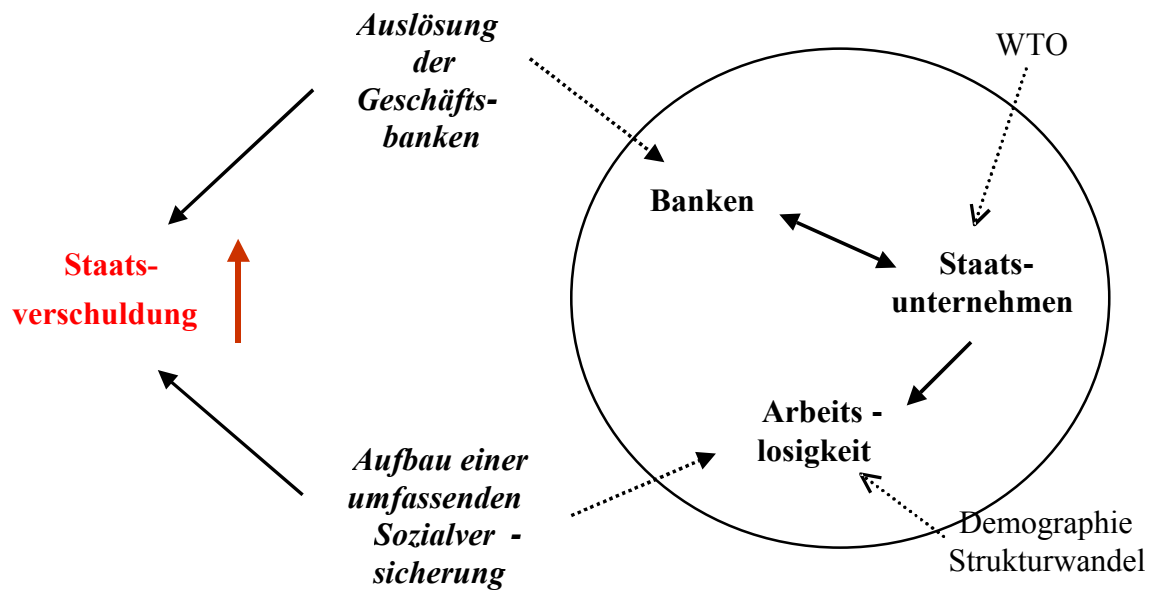 Auslösung
der
Geschäfts-
banken
WTO
Banken
Staats-
unternehmen
Staats-
verschuldung
Arbeits -
losigkeit
Aufbau einer
umfassenden
Sozialver -
sicherung
Demographie
Strukturwandel